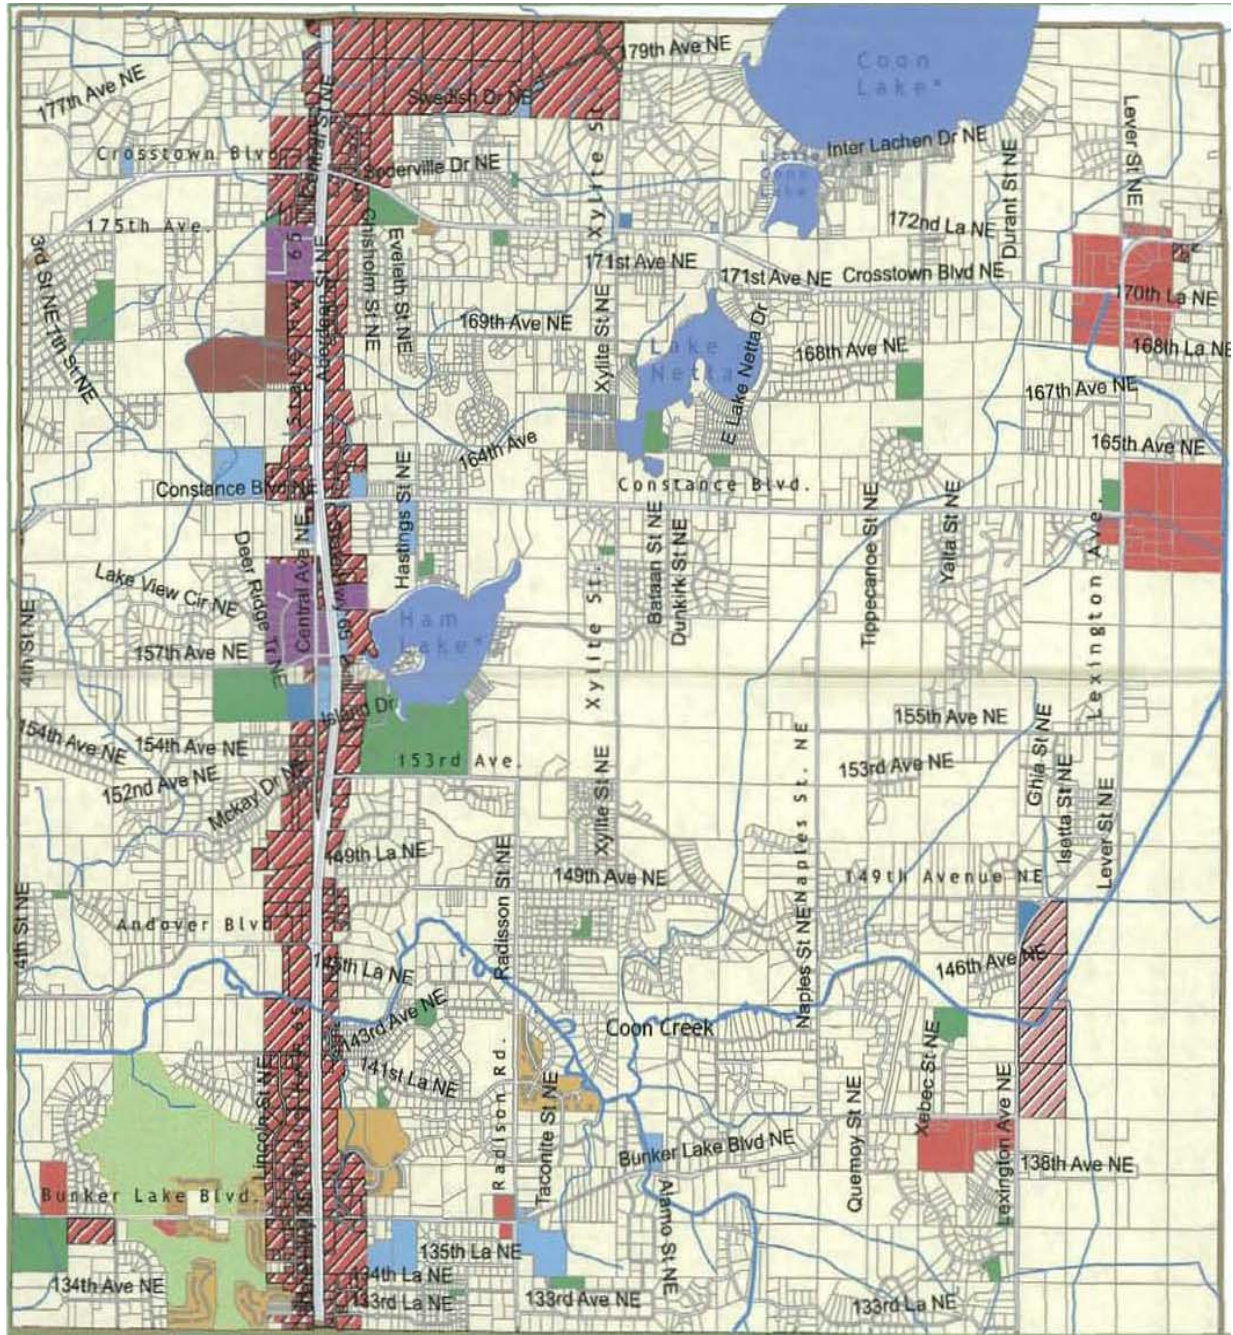 179th Ave NE
Coon
Lake*
177th Ave NE
Swedish Dr NE
Lever St NE
Crosstown Blvd.
Soderville Dr NE
Inter Lachen Dr NE
Xylite St.
Durant St NE
175th Ave.
172nd La NE
3rd St NE
7th St NE
Chisholm St NE
Eveleth St NE
171st Ave NE
171st Ave NE
Crosstown Blvd NE
170th La NE
Aberdeen St NE
169th Ave NE
Xylite St NE
Lake
Netta
E Lake Netta Dr
168th Ave NE
168th La NE
167th Ave NE
164th Ave
165th Ave NE
Constance Blvd NE
Constance Blvd.
Hastings St NE
Bataan St NE
Dunkirk St NE
Tippecanoe St NE
Yalta St NE
Lexington Ave.
Lake View Cir NE
Deer Ridge Tr NE
Central Ave NE
Hwy 65
Ham
Lake*
4th St NE
157th Ave NE
Xylite St.
Island Dr
154th Ave NE
154th Ave NE
155th Ave NE
152nd Ave NE
Mckay Dr NE
153rd Ave.
Xylite St NE
Naples St. NE
153rd Ave NE
Ghia St NE
Isetta St NE
Lever St NE
149th La NE
Radisson St NE
149th Ave NE
149th Avenue NE
4th St NE
Andover Blvd
145th La NE
Naples St NE
146th Ave NE
143rd Ave NE
Coon Creek
141st La NE
Lincoln St NE
Radison Rd.
Taconite St NE
Xebec St NE
Lexington Ave NE
Quemoy St NE
Bunker Lake Blvd NE
138th Ave NE
Bunker Lake Blvd.
Alamo St NE
135th La NE
134th Ave NE
134th La NE
133rd La NE
133rd Ave NE
133rd La NE